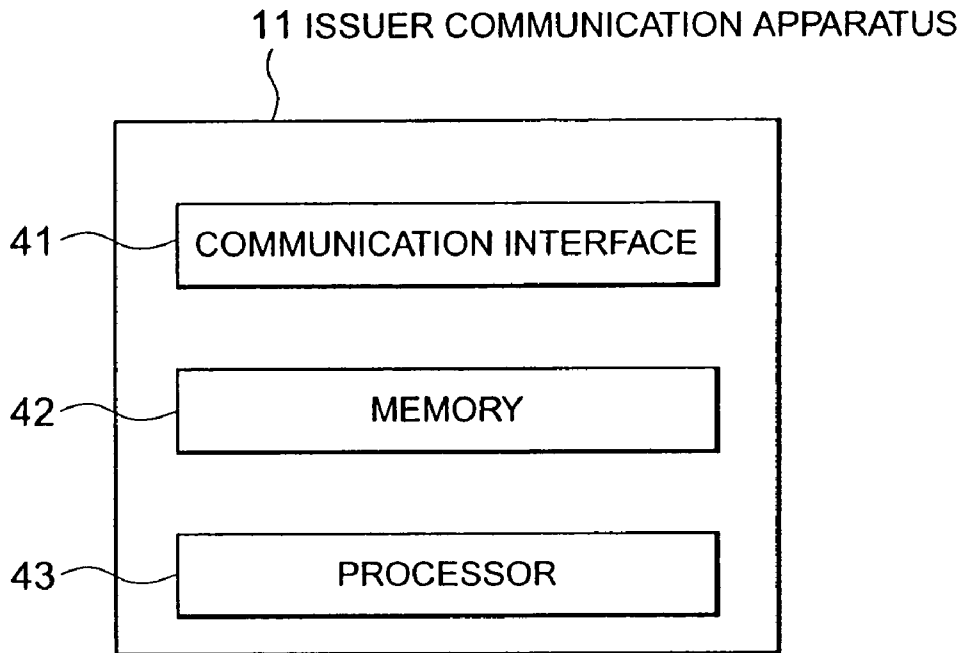 11 ISSUER COMMUNICATION APPARATUS
41 COMMUNICATION INTERFACE
42 MEMORY
43 PROCESSOR